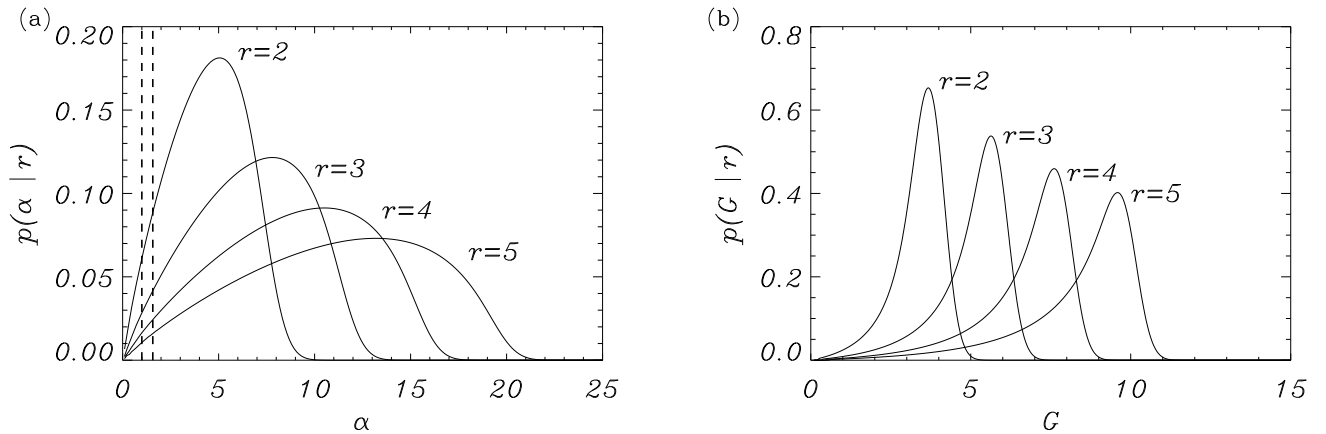 (a)
0.20
0.15
0.10
0.05
0.00
p(α | r)
r=2
r=3
r=4
r=5
0 5 10 15 20 25
α
(b)
0.8
0.6
0.4
0.2
0.0
p(G | r)
r=2
r=3
r=4
r=5
0 5 10 15
G